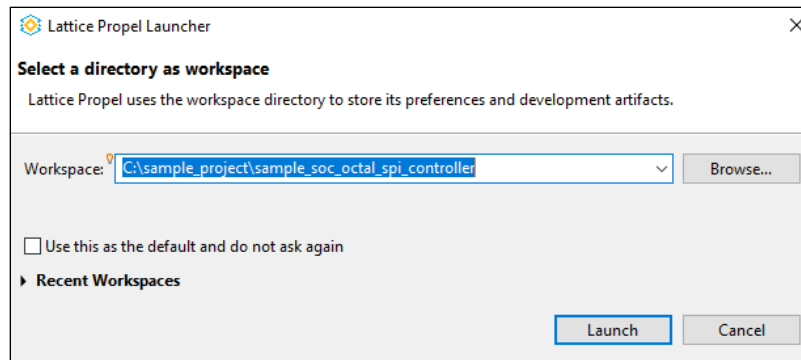 Lattice Propel Launcher
Select a directory as workspace
Lattice Propel uses the workspace directory to store its preferences and development artifacts.
Workspace: C:\sample_project\sample_soc_octal_spi_controller Browse...
Use this as the default and do not ask again
Recent Workspaces
Launch Cancel